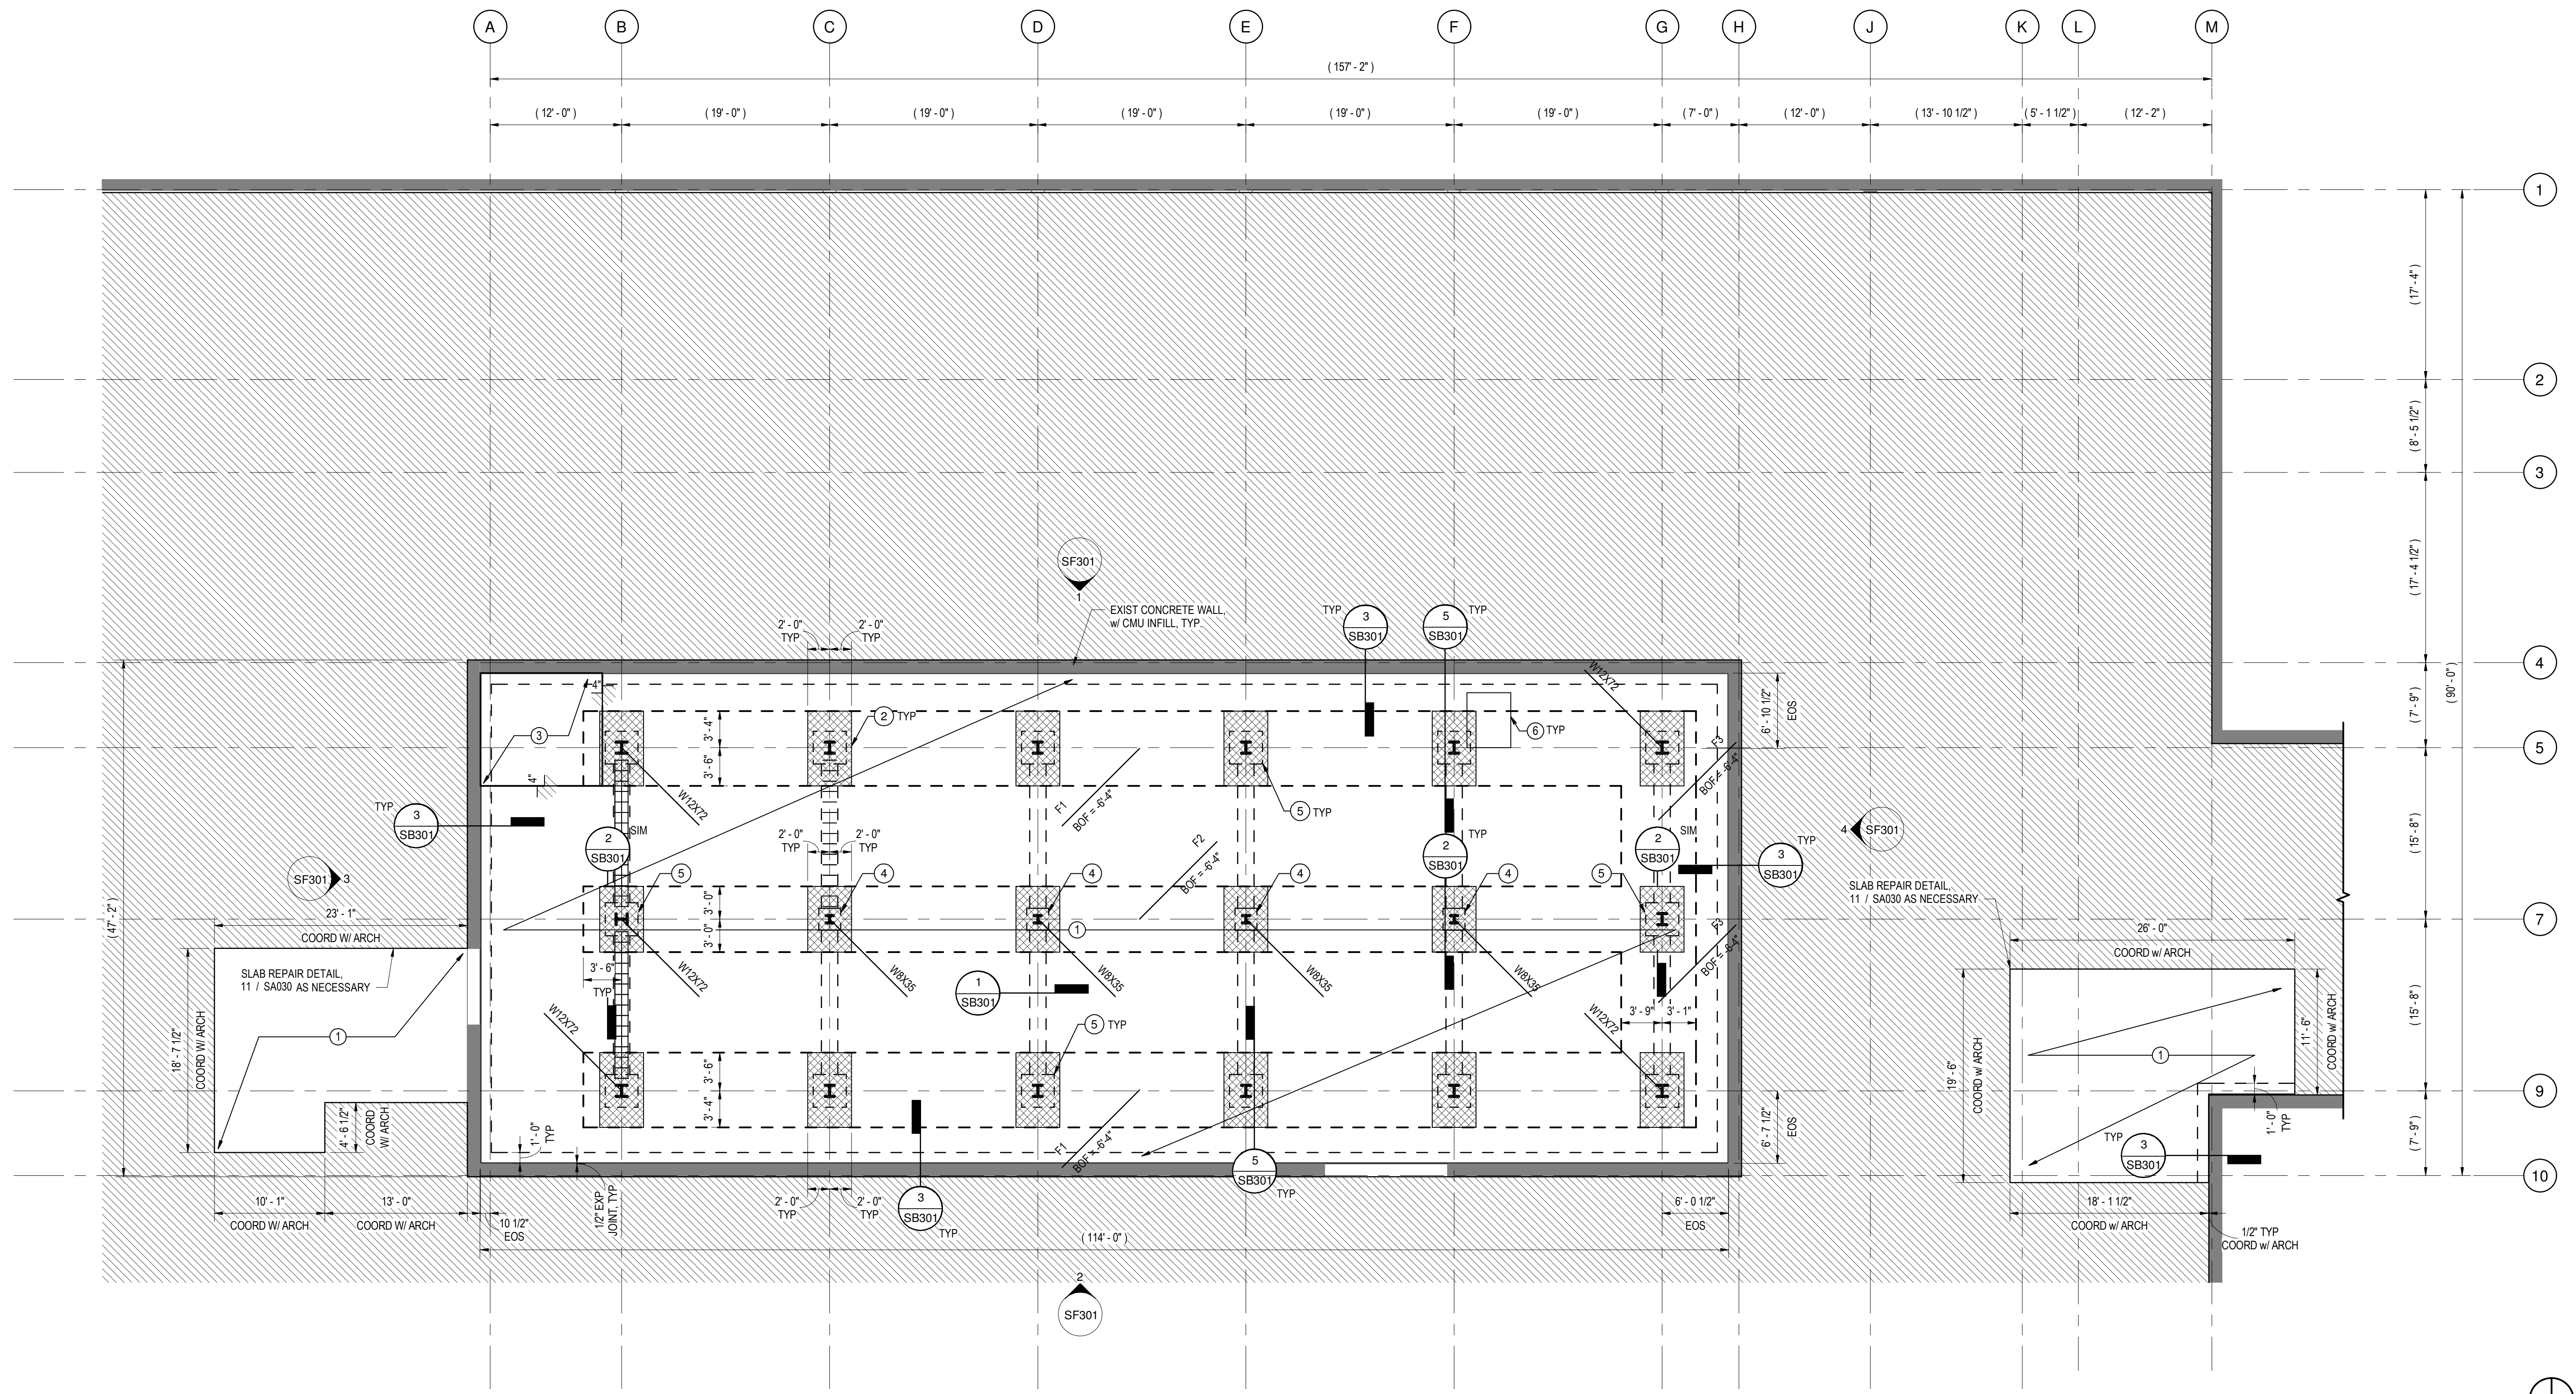 A
B
C
D
E
F
G
H
J
K
L
M
( 157' - 2" )
( 12' - 0" )
( 19' - 0" )
( 19' - 0" )
( 19' - 0" )
( 19' - 0" )
( 19' - 0" )
( 7' - 0" )
( 12' - 0" )
( 13' - 10 1/2" )
( 5' - 1 1/2" )
( 12' - 2" )
1
2
3
4
5
7
9
10
( 17' - 4" )
( 8' - 5 1/2" )
( 17' - 4 1/2" )
( 7' - 9" )
( 90' - 0" )
( 15' - 8" )
( 15' - 8" )
( 7' - 9" )
SF301
1
EXIST CONCRETE WALL,
w/ CMU INFILL, TYP.
2' - 0"
TYP
2' - 0"
TYP
TYP
3
SB301
5
SB301
TYP
W12X72
4"
3
4"
3' - 4"
3' - 6"
2
TYP
6
TYP
6' - 10 1/2"
EOS
F3
BOF = -6'-4"
W12X72
F1
BOF = -6'-4"
5
TYP
TYP
3
SB301
2
SB301
SIM
2' - 0"
TYP
2' - 0"
TYP
F2
BOF = -6'-4"
2
SB301
TYP
2
SB301
SIM
3
SB301
TYP
4
SF301
SF301
3
5
4
4
4
4
5
SLAB REPAIR DETAIL,
11 / SA030 AS NECESSARY
( 47' - 2" )
23' - 1"
COORD W/ ARCH
3' - 0"
3' - 0"
1
F3
BOF = -6'-4"
26' - 0"
COORD w/ ARCH
SLAB REPAIR DETAIL,
11 / SA030 AS NECESSARY
3' - 6"
TYP
W12X72
W8X35
W8X35
W8X35
W8X35
1
SB301
18' - 7 1/2"
COORD W/ ARCH
1
W12X72
5
TYP
3' - 9"
3' - 1"
W12X72
19' - 6"
COORD w/ ARCH
1
11' - 6"
COORD w/ ARCH
3' - 6"
3' - 4"
4' - 6 1/2"
COORD
W/ ARCH
1' - 0"
TYP
F1
BOF = -6'-4"
6' - 7 1/2"
EOS
1' - 0"
TYP
TYP
3
SB301
10' - 1"
COORD W/ ARCH
13' - 0"
COORD W/ ARCH
10 1/2"
EOS
1/2" EXP
JOINT, TYP
2' - 0"
TYP
2' - 0"
TYP
3
SB301
TYP
5
SB301
TYP
6' - 0 1/2"
EOS
18' - 1 1/2"
COORD w/ ARCH
1/2" TYP
COORD w/ ARCH
( 114' - 0" )
2
SF301